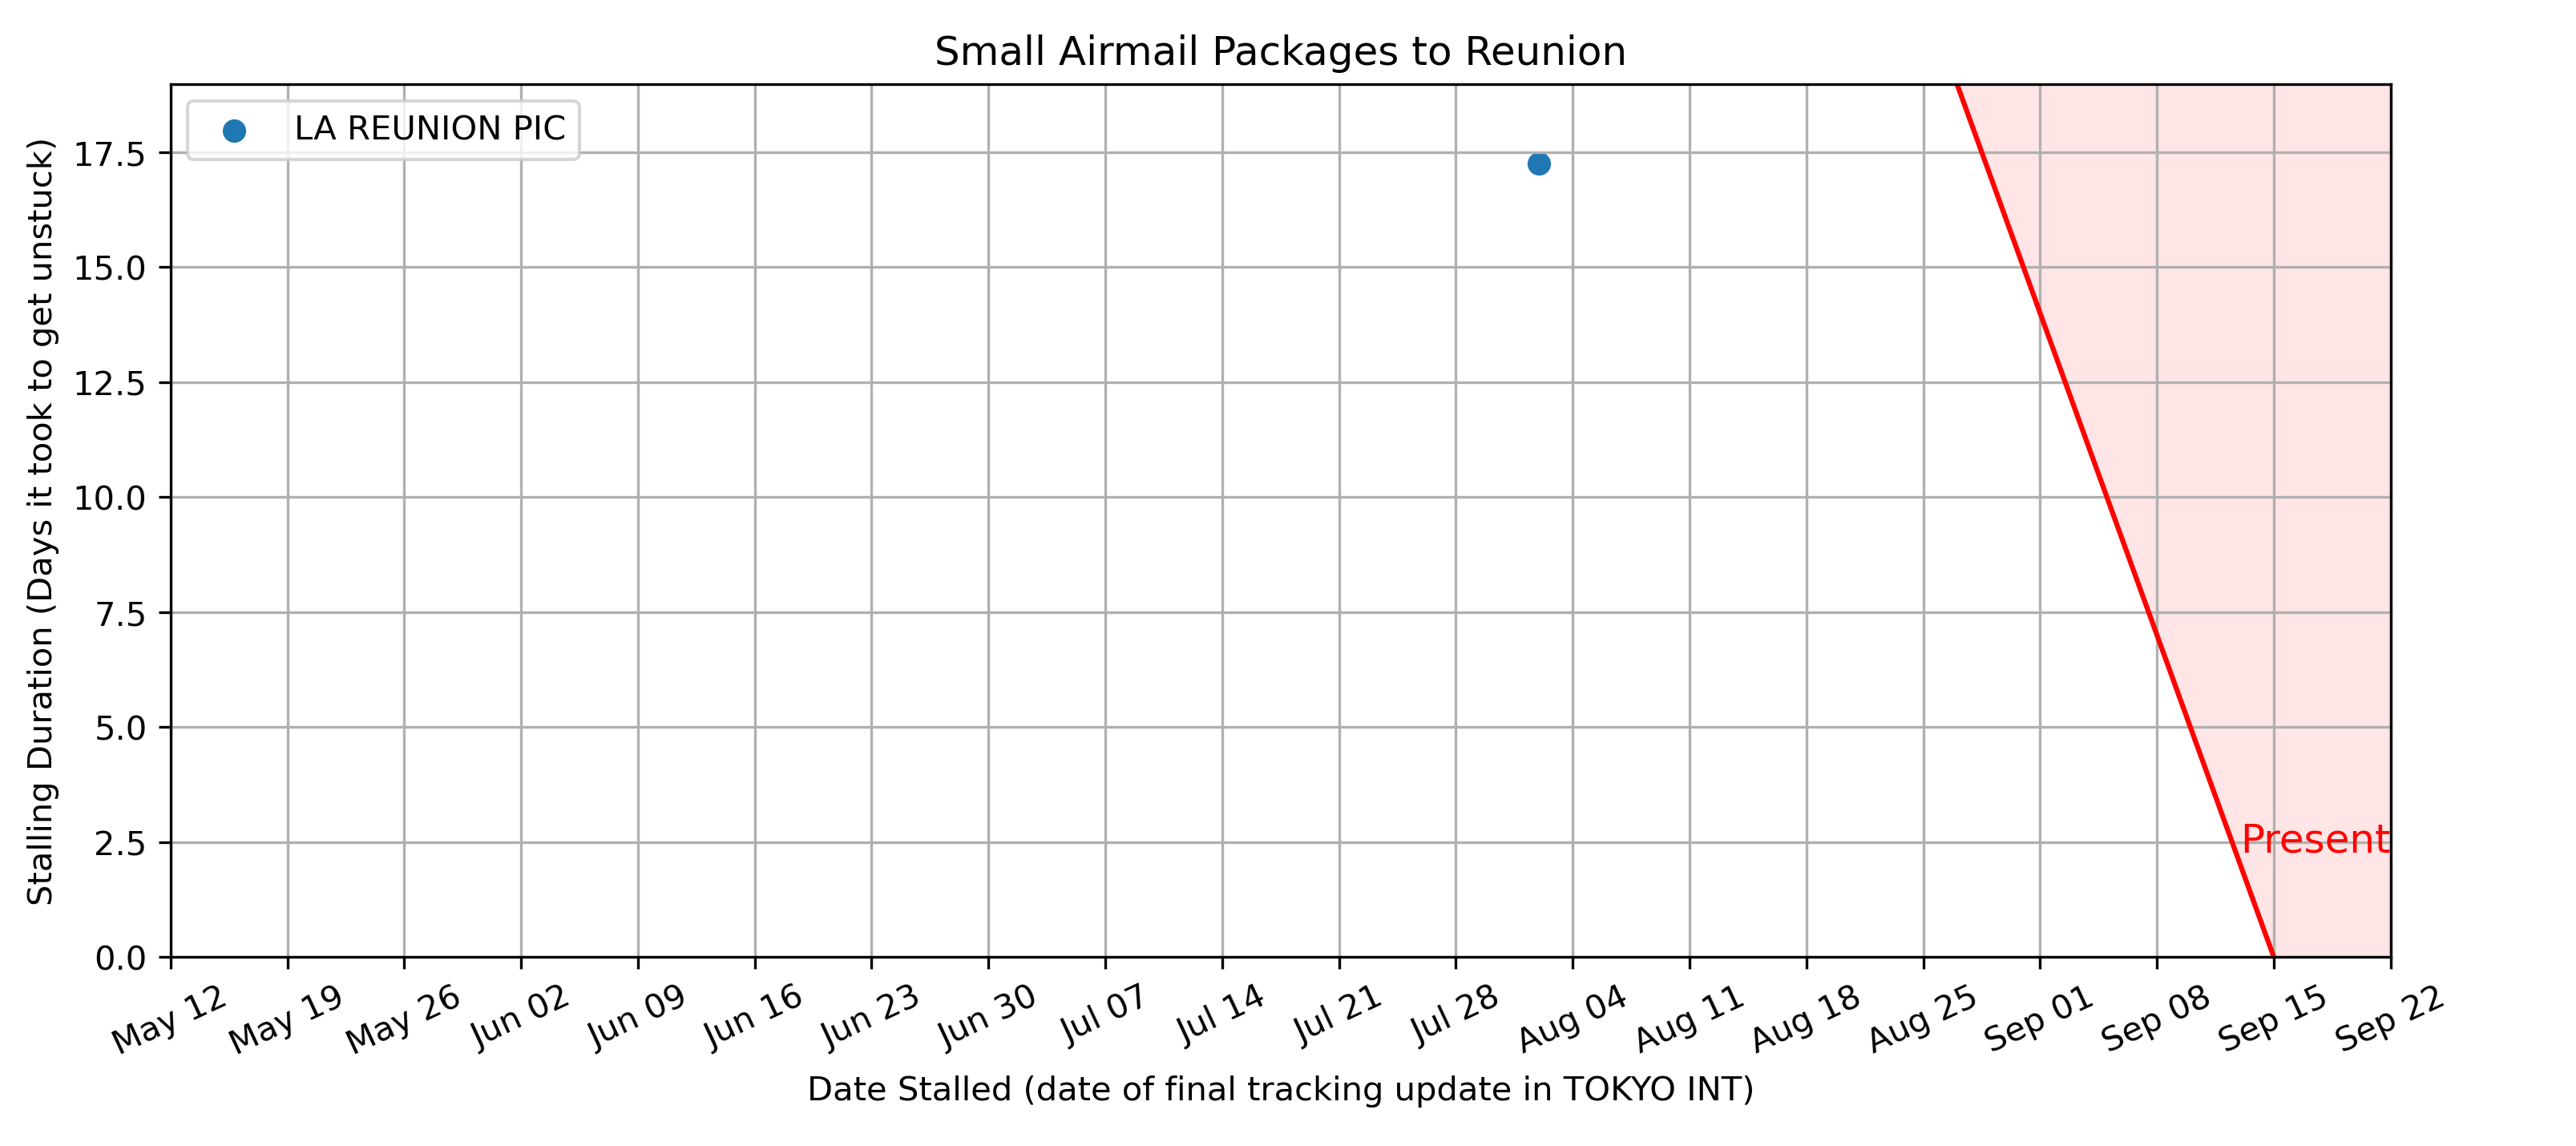 Small Airmail Packages to Reunion
LA REUNION PIC
Stalling Duration (Days it took to get unstuck)
17.5
15.0
12.5
10.0
7.5
5.0
2.5
0.0
Present
May 12
May 19
May 26
Jun 02
Jun 09
Jun 16
Jun 23
Jun 30
Jul 07
Jul 14
Jul 21
Jul 28
Aug 04
Aug 11
Aug 18
Aug 25
Sep 01
Sep 08
Sep 15
Sep 22
Date Stalled (date of final tracking update in TOKYO INT)